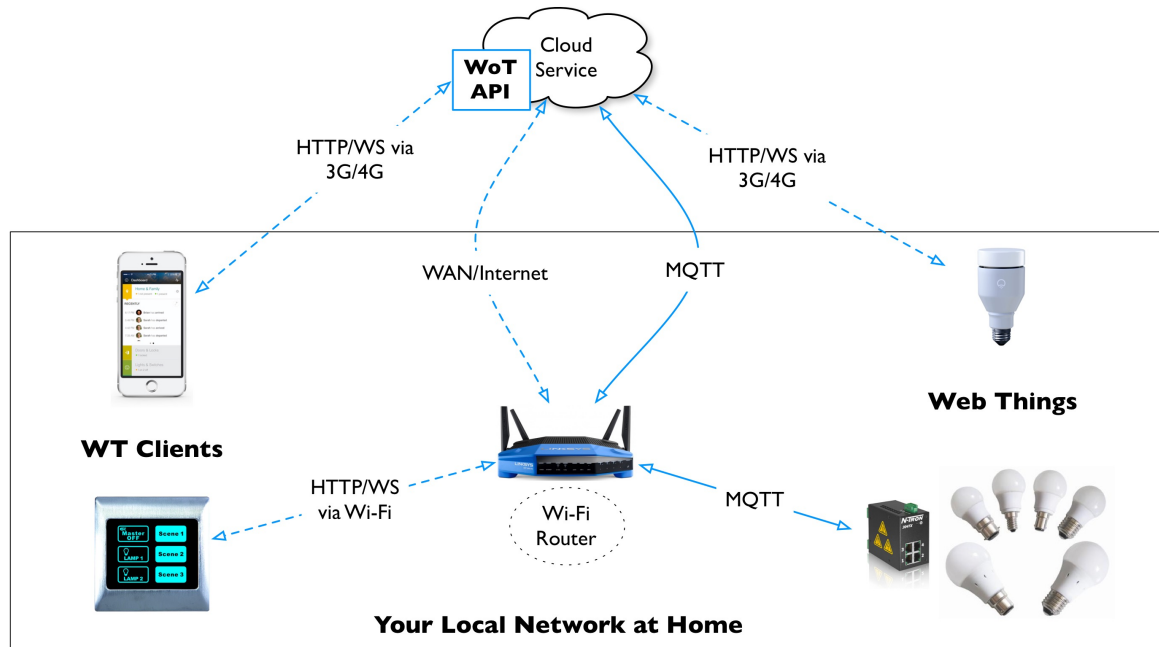 Cloud
Service
WoT
API
HTTP/WS via
3G/4G
HTTP/WS via
3G/4G
WAN/Internet
MQTT
Web Things
WT Clients
HTTP/WS
via Wi-Fi
MQTT
Wi-Fi
Router
N-TRON
Master
OFF
Scene 1
LAMP 1
Scene 2
LAMP 2
Scene 3
Your Local Network at Home